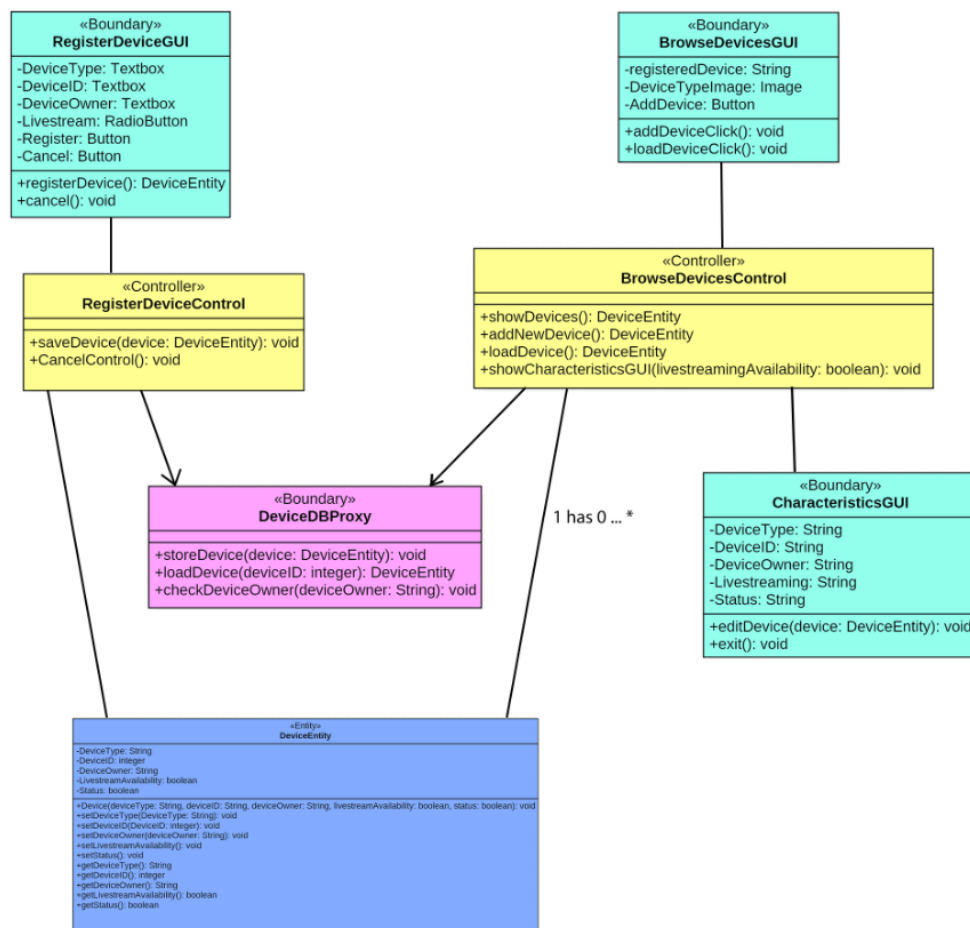 «Boundary»
RegisterDeviceGUI
-DeviceType: Textbox
-DeviceID: Textbox
-DeviceOwner: Textbox
-Livestream: RadioButton
-Register: Button
-Cancel: Button
+registerDevice(): DeviceEntity
+cancel(): void
«Boundary»
BrowseDevicesGUI
-registeredDevice: String
-DeviceTypeImage: Image
-AddDevice: Button
+addDeviceClick(): void
+loadDeviceClick(): void
«Controller»
RegisterDeviceControl
+saveDevice(device: DeviceEntity): void
+CancelControl(): void
«Controller»
BrowseDevicesControl
+showDevices(): DeviceEntity
+addNewDevice(): DeviceEntity
+loadDevice(): DeviceEntity
+showCharacteristicsGUI(livestreamingAvailability: boolean): void
«Boundary»
DeviceDBProxy
+storeDevice(device: DeviceEntity): void
+loadDevice(deviceID: integer): DeviceEntity
+checkDeviceOwner(deviceOwner: String): void
1 has 0 ... *
«Boundary»
CharacteristicsGUI
-DeviceType: String
-DeviceID: String
-DeviceOwner: String
-Livestreaming: String
-Status: String
+editDevice(device: DeviceEntity): void
+exit(): void
«Entity»
DeviceEntity
-DeviceType: String
-DeviceID: integer
-DeviceOwner: String
-LivestreamAvailability: boolean
-Status: boolean
+Device(deviceType: String, deviceID: String, deviceOwner: String, livestreamAvailability: boolean, status: boolean): void
+setDeviceType(DeviceType: String): void
+setDeviceID(DeviceID: integer): void
+setDeviceOwner(deviceOwner: String): void
+setLivestreamAvailability(): void
+setStatus(): void
+getDeviceType(): String
+getDeviceID(): integer
+getDeviceOwner(): String
+getLivestreamAvailability(): boolean
+getStatus(): boolean